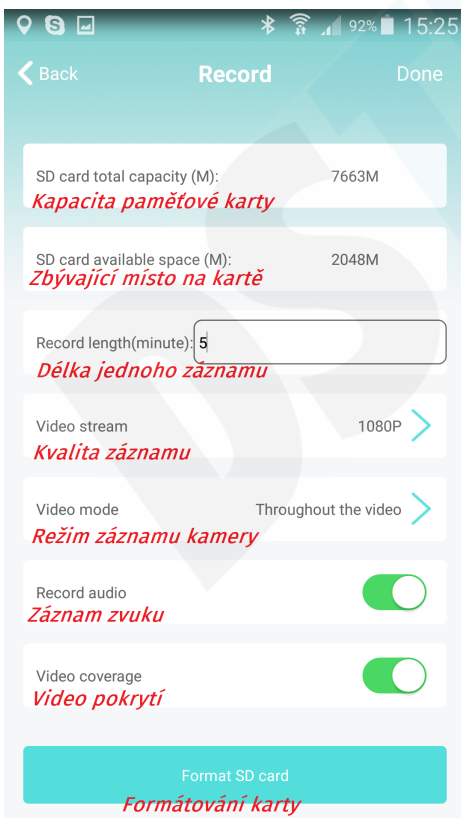 92% 15:25
Back Record Done
SD card total capacity (M): 7663M
Kapacita paměťové karty
SD card available space (M): 2048M
Zbývající místo na kartě
Record length(minute): 5
Délka jednoho záznamu
Video stream 1080P
Kvalita záznamu
Video mode Throughout the video
Režim záznamu kamery
Record audio
Záznam zvuku
Video coverage
Video pokrytí
Format SD card
Formátování karty
DST